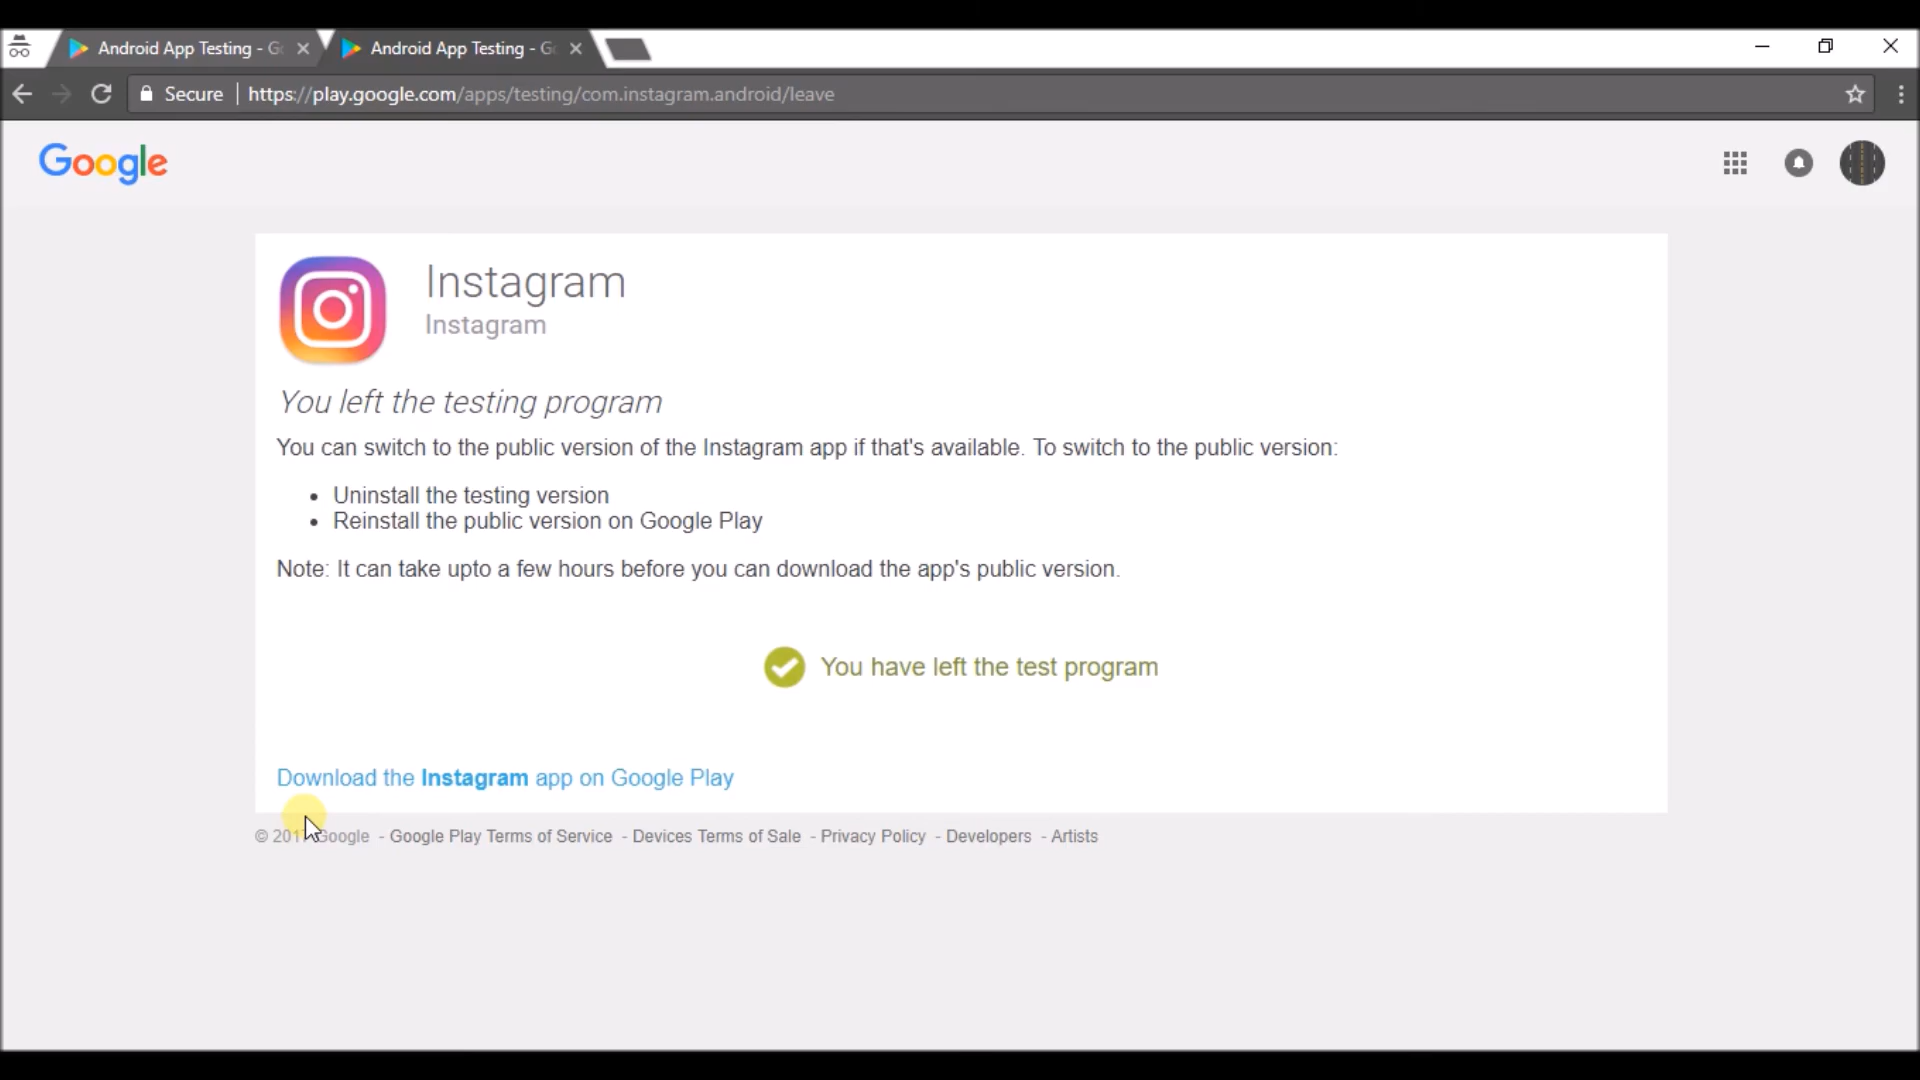 Android App Testing - G
Android App Testing - G
Secure
https://play.google.com/apps/testing/com.instagram.android/leave
Google
Instagram
Instagram
You left the testing program
You can switch to the public version of the Instagram app if that's available. To switch to the public version:
• Uninstall the testing version
• Reinstall the public version on Google Play
Note: It can take upto a few hours before you can download the app's public version.
You have left the test program
Download the Instagram app on Google Play
© Google - Google Play Terms of Service - Devices Terms of Sale - Privacy Policy - Developers - Artists